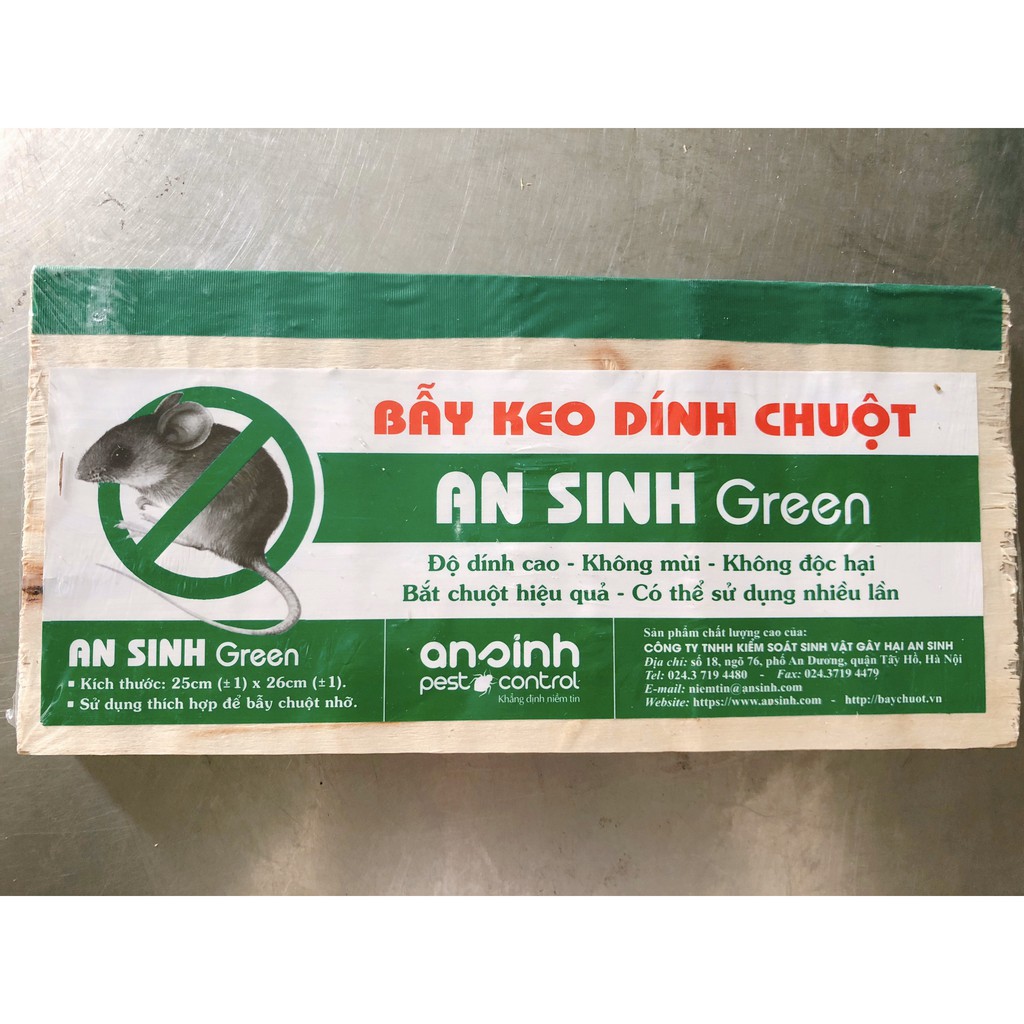 BẪY KEO DÍNH CHUỘT
AN SINH Green
Độ dính cao - Không mùi - Không độc hại
Bắt chuột hiệu quả - Có thể sử dụng nhiều lần
AN SINH Green
▪ Kích thước: 25cm (±1) x 26cm (±1).
▪ Sử dụng thích hợp để bẫy chuột nhỡ.
ansinh
pest control
Khẳng định niềm tin
Sản phẩm chất lượng cao của:
CÔNG TY TNHH KIỂM SOÁT SINH VẬT GÂY HẠI AN SINH
Địa chỉ: số 18, ngõ 76, phố An Dương, quận Tây Hồ, Hà Nội
Tel: 024.3 719 4480 - Fax: 024.3719 4479
E-mail: niemtin@ansinh.com
Website: https://www.ansinh.com - http://baychuot.vn